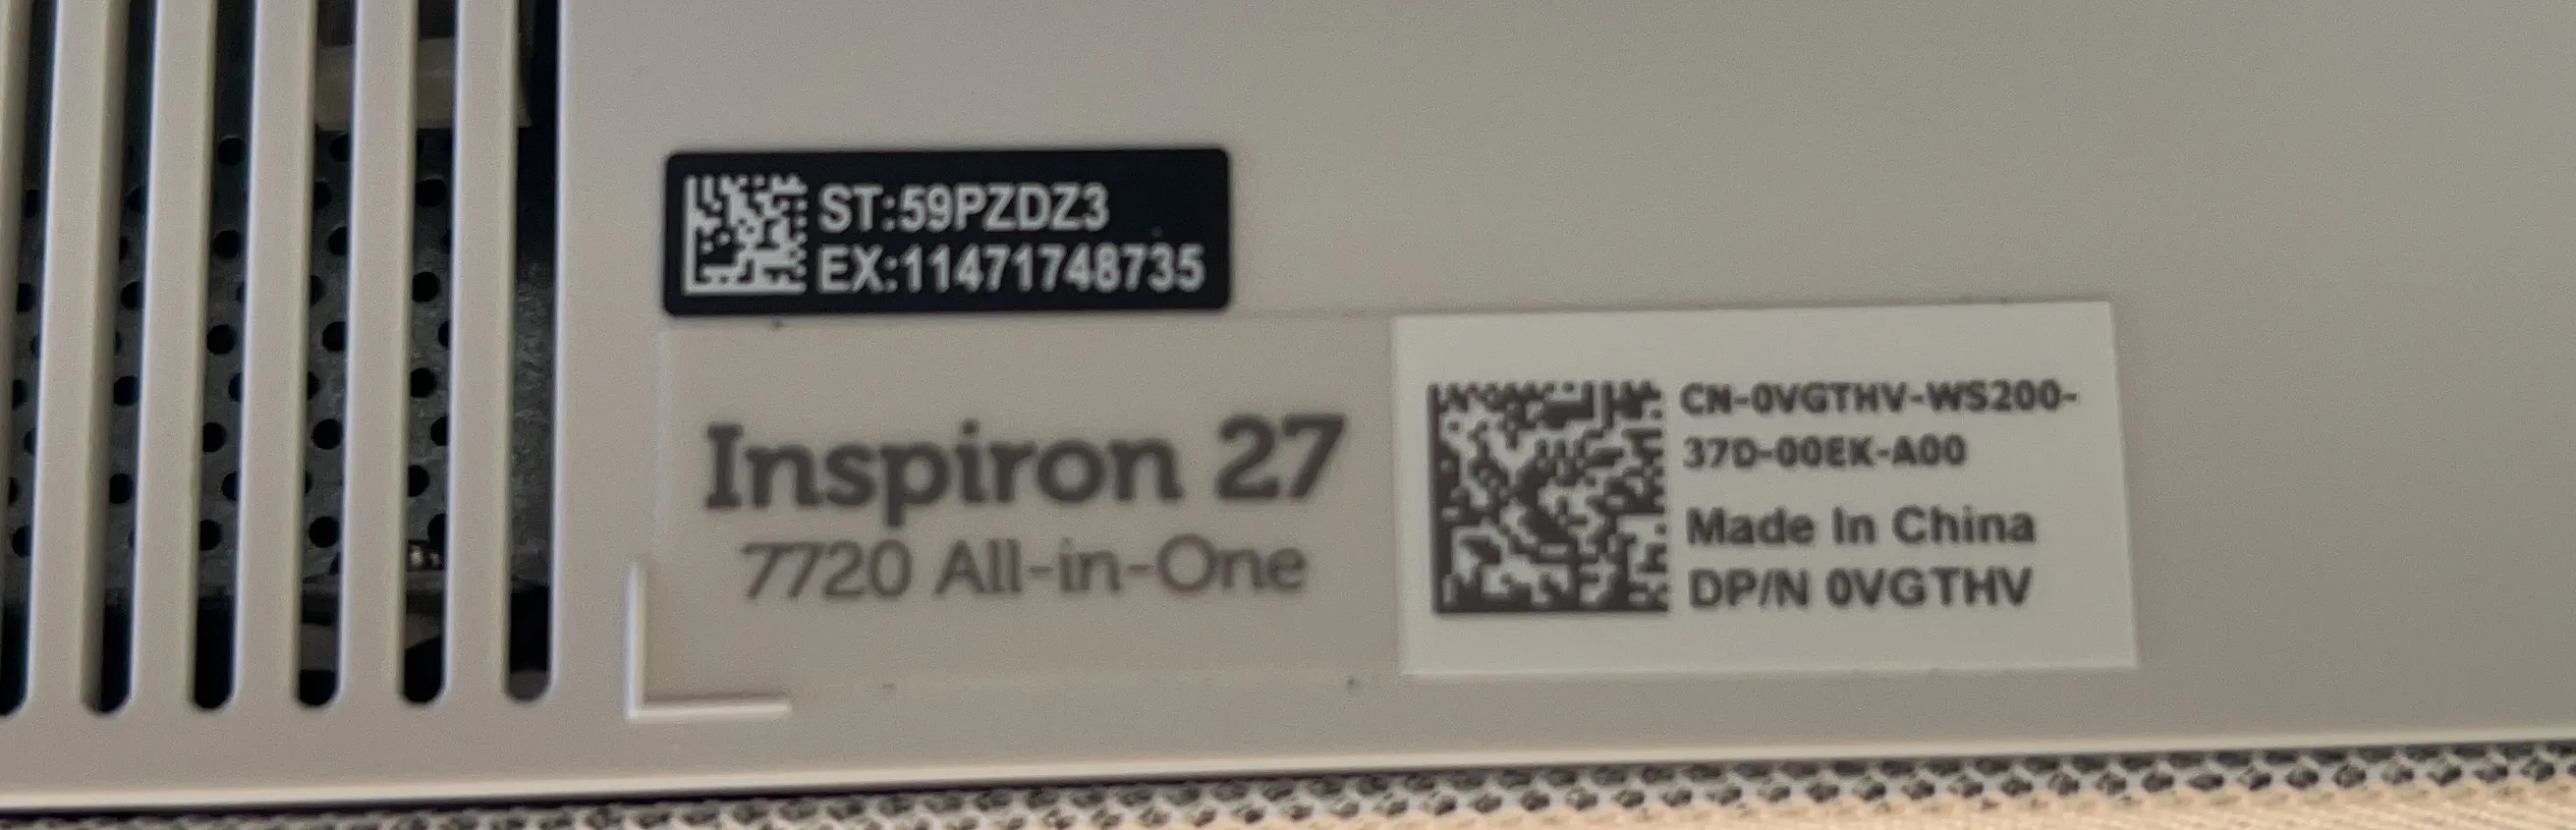 ST:59PZDZ3
EX:11471748735
Inspiron 27
7720 All-in-One
CN-0VGTHV-WS200-
37D-00EK-A00
Made In China
DP/N 0VGTHV